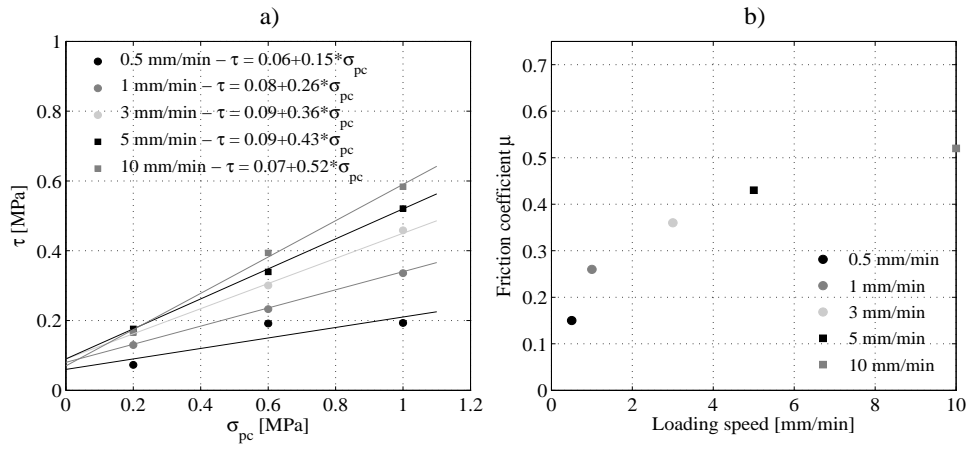 a)
1
0.8
0.6
0.4
0.2
0
0 0.2 0.4 0.6 0.8 1 1.2
τ [MPa]
σpc [MPa]
0.5 mm/min – τ = 0.06+0.15*σpc
1 mm/min – τ = 0.08+0.26*σpc
3 mm/min – τ = 0.09+0.36*σpc
5 mm/min – τ = 0.09+0.43*σpc
10 mm/min – τ = 0.07+0.52*σpc
b)
0.7
0.6
0.5
0.4
0.3
0.2
0.1
0
0 2 4 6 8 10
Friction coefficient μ
Loading speed [mm/min]
0.5 mm/min
1 mm/min
3 mm/min
5 mm/min
10 mm/min